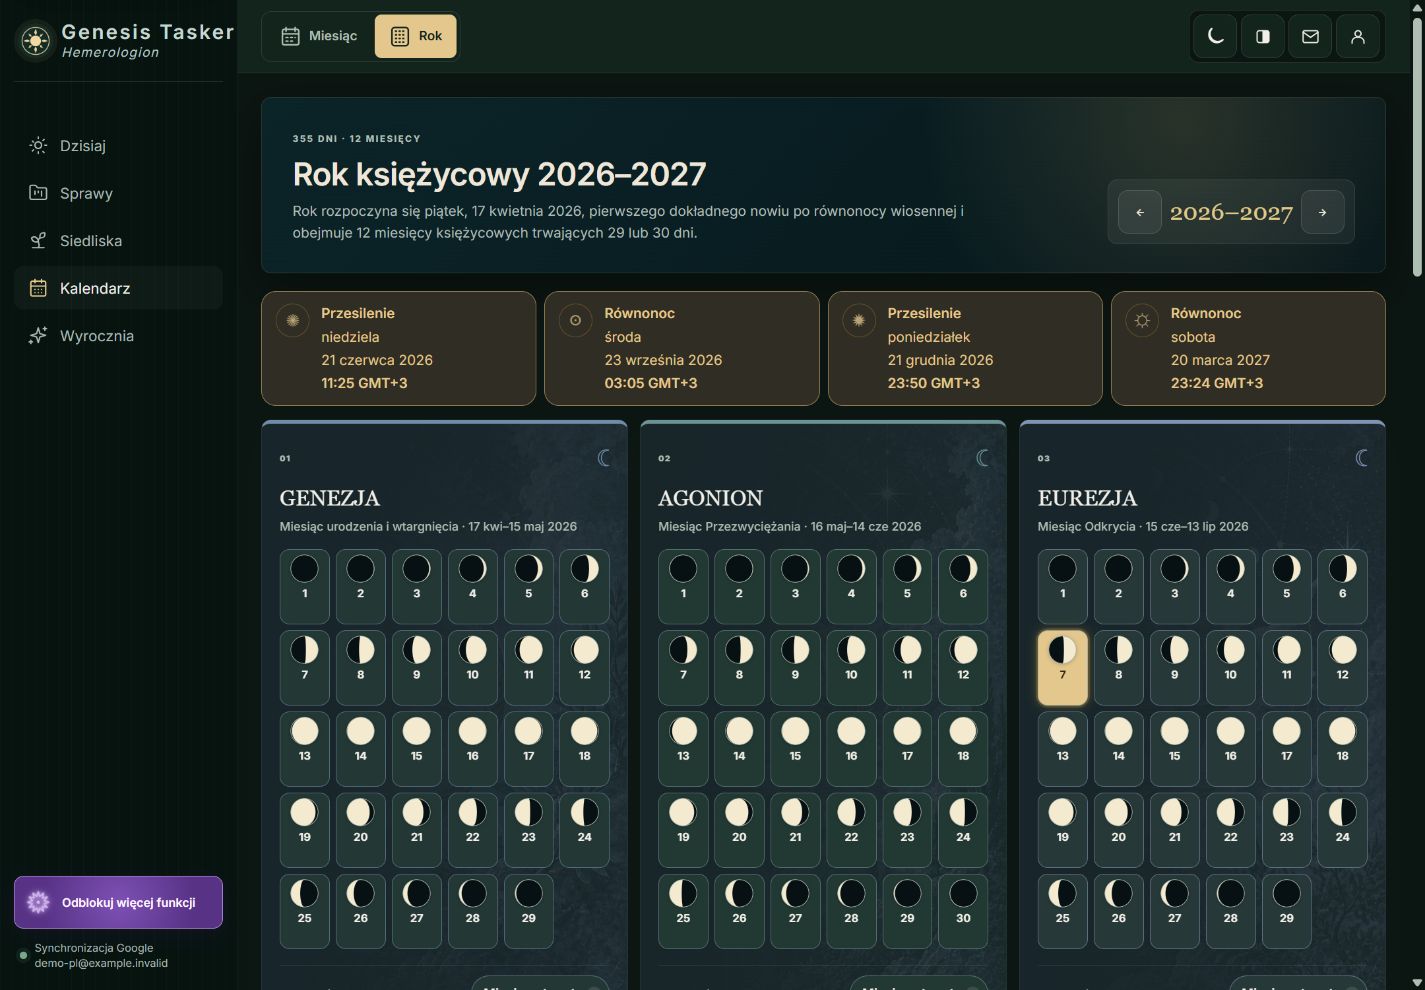 Genesis Tasker
Hemerologion
Dzisiaj
Sprawy
Siedliska
Kalendarz
Wyrocznia
Odblokuj więcej funkcji
Synchronizacja Google
demo-pl@example.invalid
Miesiąc
Rok
355 DNI · 12 MIESIĘCY
Rok księżycowy 2026–2027
Rok rozpoczyna się piątek, 17 kwietnia 2026, pierwszego dokładnego nowiu po równonocy wiosennej i
obejmuje 12 miesięcy księżycowych trwających 29 lub 30 dni.
← 2026–2027 →
Przesilenie
niedziela
21 czerwca 2026
11:25 GMT+3
Równonoc
środa
23 września 2026
03:05 GMT+3
Przesilenie
poniedziałek
21 grudnia 2026
23:50 GMT+3
Równonoc
sobota
20 marca 2027
23:24 GMT+3
01
GENEZJA
Miesiąc urodzenia i wtargnięcia · 17 kwi–15 maj 2026
1 2 3 4 5 6
7 8 9 10 11 12
13 14 15 16 17 18
19 20 21 22 23 24
25 26 27 28 29
02
AGONION
Miesiąc Przezwyciężania · 16 maj–14 cze 2026
1 2 3 4 5 6
7 8 9 10 11 12
13 14 15 16 17 18
19 20 21 22 23 24
25 26 27 28 29 30
03
EUREZJA
Miesiąc Odkrycia · 15 cze–13 lip 2026
1 2 3 4 5 6
7 8 9 10 11 12
13 14 15 16 17 18
19 20 21 22 23 24
25 26 27 28 29